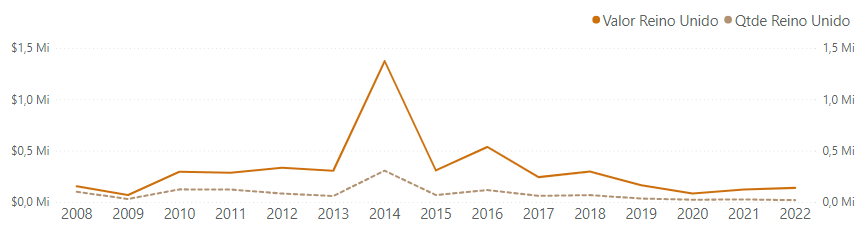 Valor Reino Unido Qtde Reino Unido
$1,5 Mi 1,5 Mi
$1,0 Mi 1,0 Mi
$0,5 Mi 0,5 Mi
$0,0 Mi 0,0 Mi
2008 2009 2010 2011 2012 2013 2014 2015 2016 2017 2018 2019 2020 2021 2022